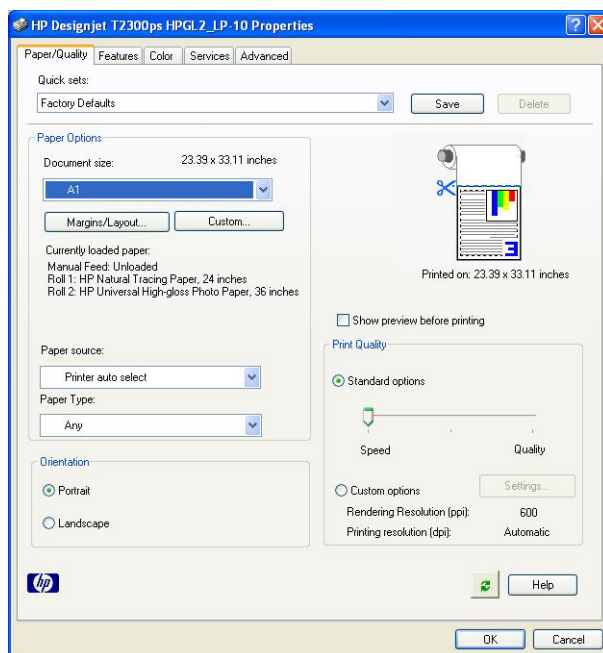 HP Designjet T2300ps HPGL2_LP-10 Properties
Paper/Quality Features Color Services Advanced
Quick sets:
Factory Defaults
Save
Delete
Paper Options
Document size: 23.39 x 33.11 inches
A1
Margins/Layout...
Custom...
Currently loaded paper:
Manual Feed: Unloaded
Roll 1: HP Natural Tracing Paper, 24 inches
Roll 2: HP Universal High-gloss Photo Paper, 36 inches
Paper source:
Printer auto select
Paper Type:
Any
Orientation
Portrait
Landscape
3
Printed on: 23.39 x 33.11 inches
Show preview before printing
Print Quality
Standard options
Speed Quality
Custom options
Settings...
Rendering Resolution (ppi): 600
Printing resolution (dpi): Automatic
hp
Help
OK
Cancel